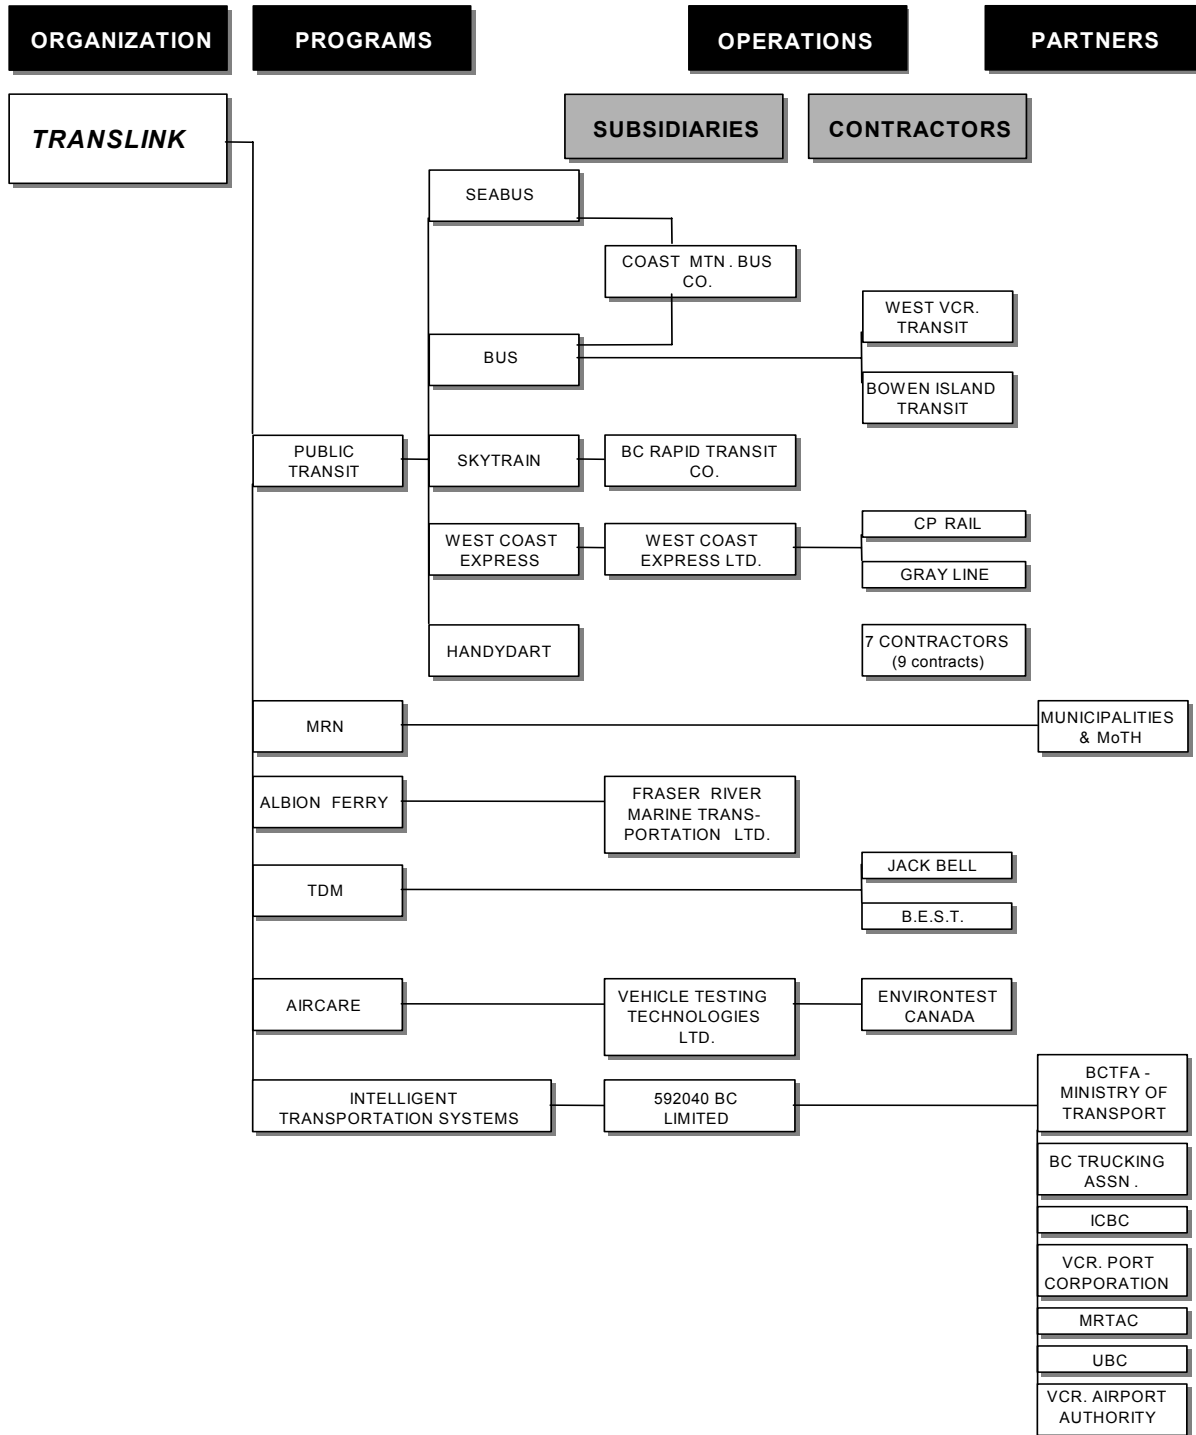 ORGANIZATION
PROGRAMS
OPERATIONS
PARTNERS
TRANSLINK
SUBSIDIARIES
CONTRACTORS
SEABUS
COAST MTN. BUS
CO.
WEST VCR.
TRANSIT
BUS
BOWEN ISLAND
TRANSIT
PUBLIC
TRANSIT
SKYTRAIN
BC RAPID TRANSIT
CO.
WEST COAST
EXPRESS
WEST COAST
EXPRESS LTD.
CP RAIL
GRAY LINE
HANDYDART
7 CONTRACTORS
(9 contracts)
MRN
MUNICIPALITIES
& MoTH
ALBION FERRY
FRASER RIVER
MARINE TRANS-
PORTATION LTD.
TDM
JACK BELL
B.E.S.T.
AIRCARE
VEHICLE TESTING
TECHNOLOGIES
LTD.
ENVIRONTEST
CANADA
INTELLIGENT
TRANSPORTATION SYSTEMS
592040 BC
LIMITED
BCTFA -
MINISTRY OF
TRANSPORT
BC TRUCKING
ASSN.
ICBC
VCR. PORT
CORPORATION
MRTAC
UBC
VCR. AIRPORT
AUTHORITY